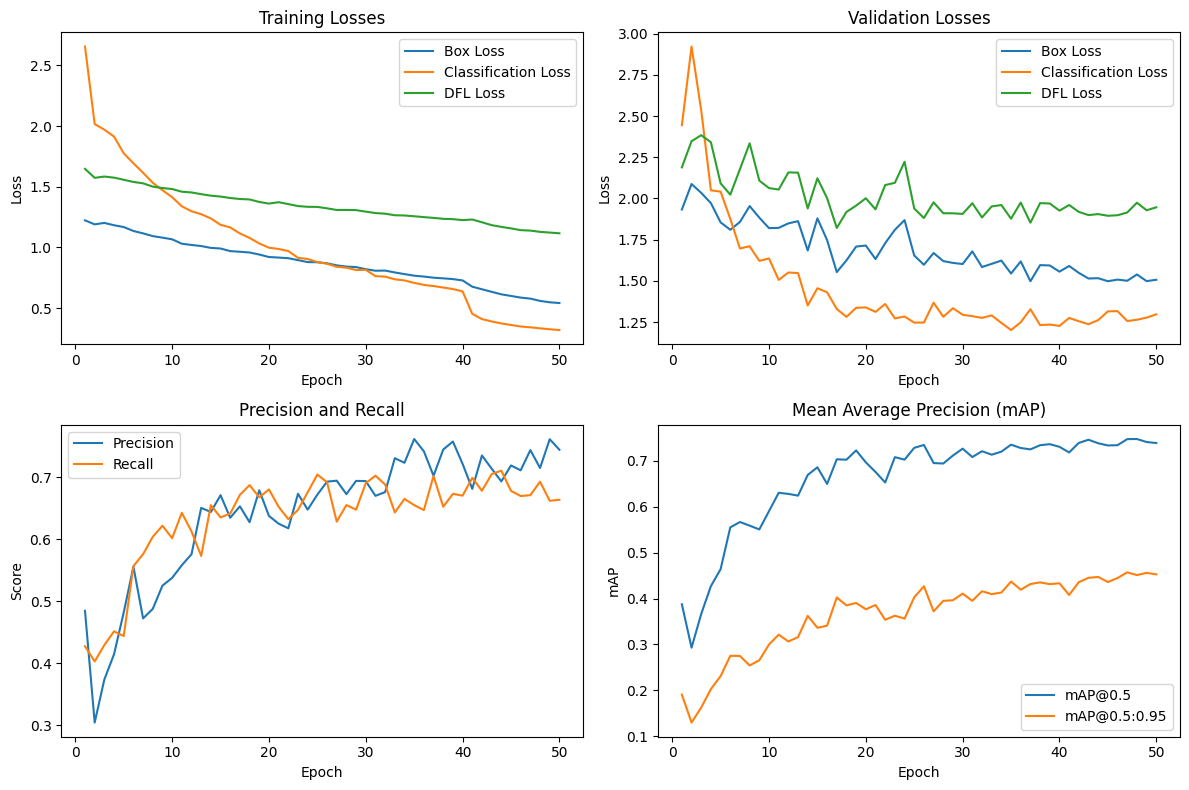 Training Losses
2.5
2.0
1.5
1.0
0.5
Loss
Box Loss
Classification Loss
DFL Loss
0 10 20 30 40 50
Epoch
Validation Losses
3.00
2.75
2.50
2.25
2.00
1.75
1.50
1.25
Loss
Box Loss
Classification Loss
DFL Loss
0 10 20 30 40 50
Epoch
Precision and Recall
0.7
0.6
0.5
0.4
0.3
Score
Precision
Recall
0 10 20 30 40 50
Epoch
Mean Average Precision (mAP)
0.7
0.6
0.5
0.4
0.3
0.2
0.1
mAP
mAP@0.5
mAP@0.5:0.95
0 10 20 30 40 50
Epoch